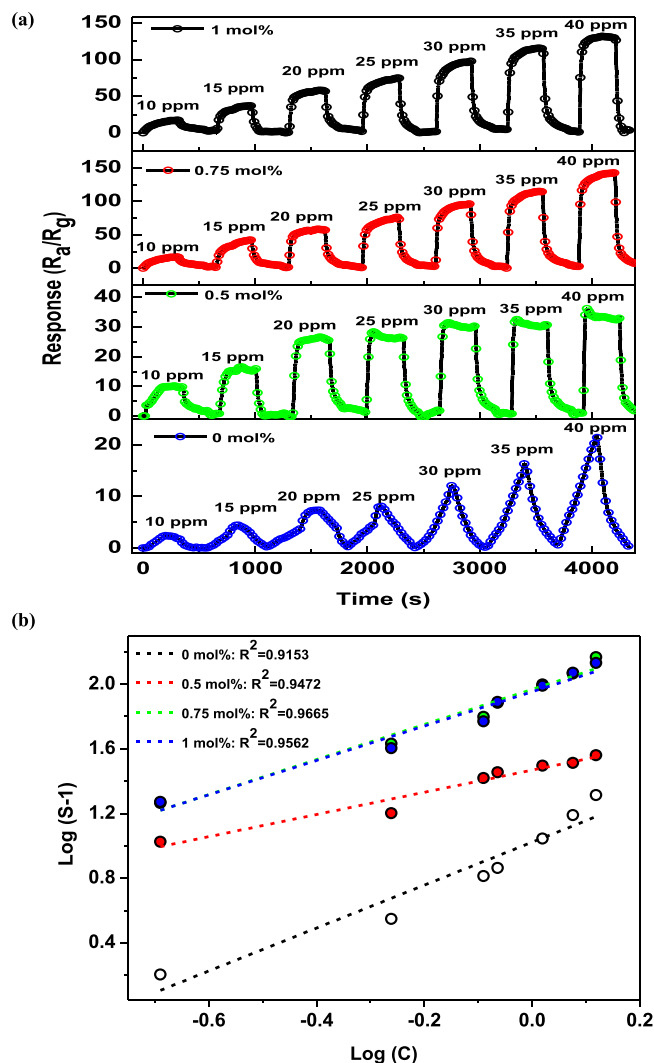 (a)
150
100
50
0
1 mol%
10 ppm
15 ppm
20 ppm
25 ppm
30 ppm
35 ppm
40 ppm
150
100
50
0
0.75 mol%
10 ppm
15 ppm
20 ppm
25 ppm
30 ppm
35 ppm
40 ppm
Response (Ra/Rg)
40
30
20
10
0
0.5 mol%
10 ppm
15 ppm
20 ppm
25 ppm
30 ppm
35 ppm
40 ppm
20
10
0
0 mol%
10 ppm
15 ppm
20 ppm
25 ppm
30 ppm
35 ppm
40 ppm
0 1000 2000 3000 4000
Time (s)
(b)
0 mol%: R2=0.9153
0.5 mol%: R2=0.9472
0.75 mol%: R2=0.9665
1 mol%: R2=0.9562
2.0
1.6
1.2
0.8
0.4
Log (S-1)
-0.6 -0.4 -0.2 0.0 0.2
Log (C)